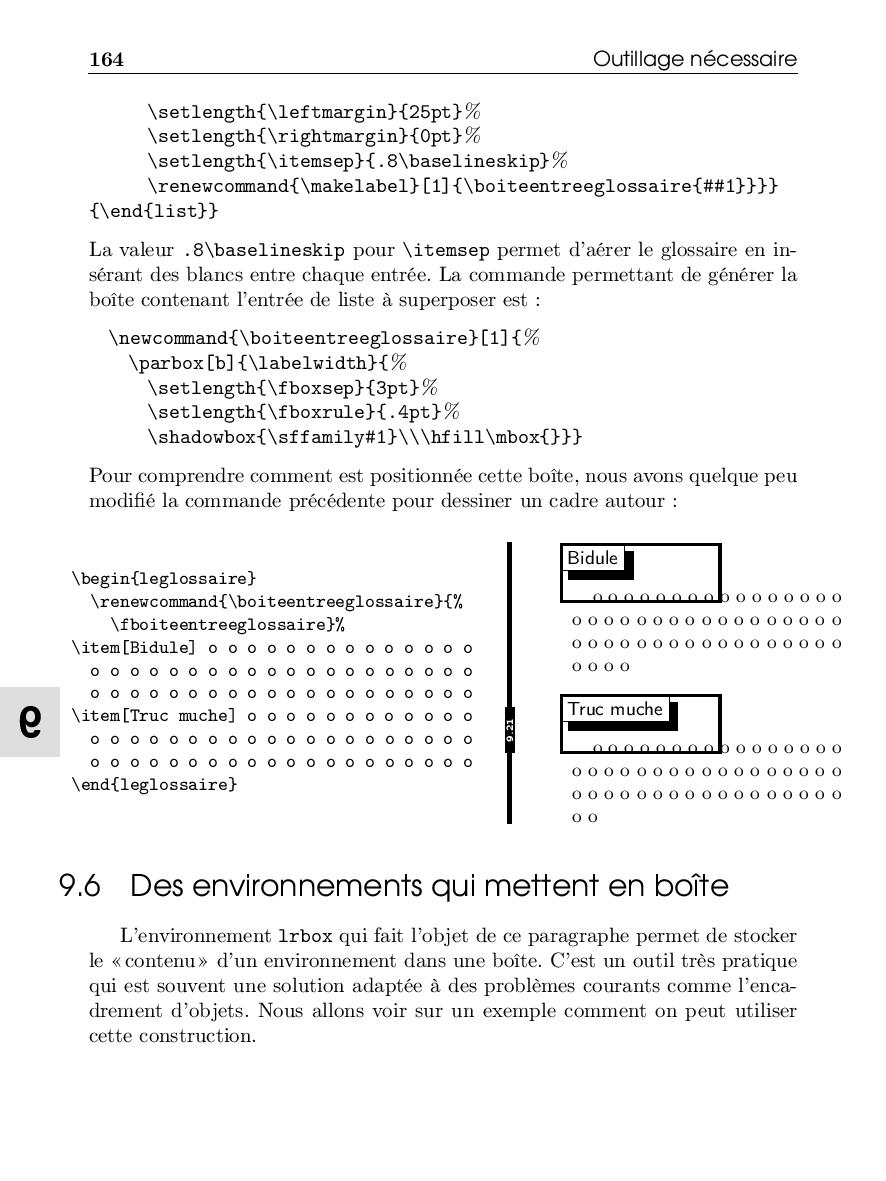 164 Outillage nécessaire
\setlength{\leftmargin}{25pt}%
\setlength{\rightmargin}{0pt}%
\setlength{\itemsep}{.8\baselineskip}%
\renewcommand{\makelabel}[1]{\boiteentreeglossaire{##1}}}}
{\end{list}}
La valeur .8\baselineskip pour \itemsep permet d'aérer le glossaire en in-
sérant des blancs entre chaque entrée. La commande permettant de générer la
boîte contenant l'entrée de liste à superposer est :
\newcommand{\boiteentreeglossaire}[1]{%
\parbox[b]{\labelwidth}{%
\setlength{\fboxsep}{3pt}%
\setlength{\fboxrule}{.4pt}%
\shadowbox{\sffamily#1}\\\hfill\mbox{}}}
Pour comprendre comment est positionnée cette boîte, nous avons quelque peu
modifié la commande précédente pour dessiner un cadre autour :
\begin{leglossaire}
\renewcommand{\boiteentreeglossaire}{%
\fboiteentreeglossaire}%
\item[Bidule] o o o o o o o o o o o o o o
o o o o o o o o o o o o o o o o o o o o
o o o o o o o o o o o o o o o o o o o o
\item[Truc muche] o o o o o o o o o o o o
o o o o o o o o o o o o o o o o o o o o
o o o o o o o o o o o o o o o o o o o o
\end{leglossaire}
9.21
Bidule
o o o o o o o o o o o o o o o o
o o o o o o o o o o o o o o o o o
o o o o o o o o o o o o o o o o o
o o o o
Truc muche
o o o o o o o o o o o o o o o o
o o o o o o o o o o o o o o o o o
o o o o o o o o o o o o o o o o o
o o
9
9.6 Des environnements qui mettent en boîte
L'environnement lrbox qui fait l'objet de ce paragraphe permet de stocker
le « contenu » d'un environnement dans une boîte. C'est un outil très pratique
qui est souvent une solution adaptée à des problèmes courants comme l'enca-
drement d'objets. Nous allons voir sur un exemple comment on peut utiliser
cette construction.